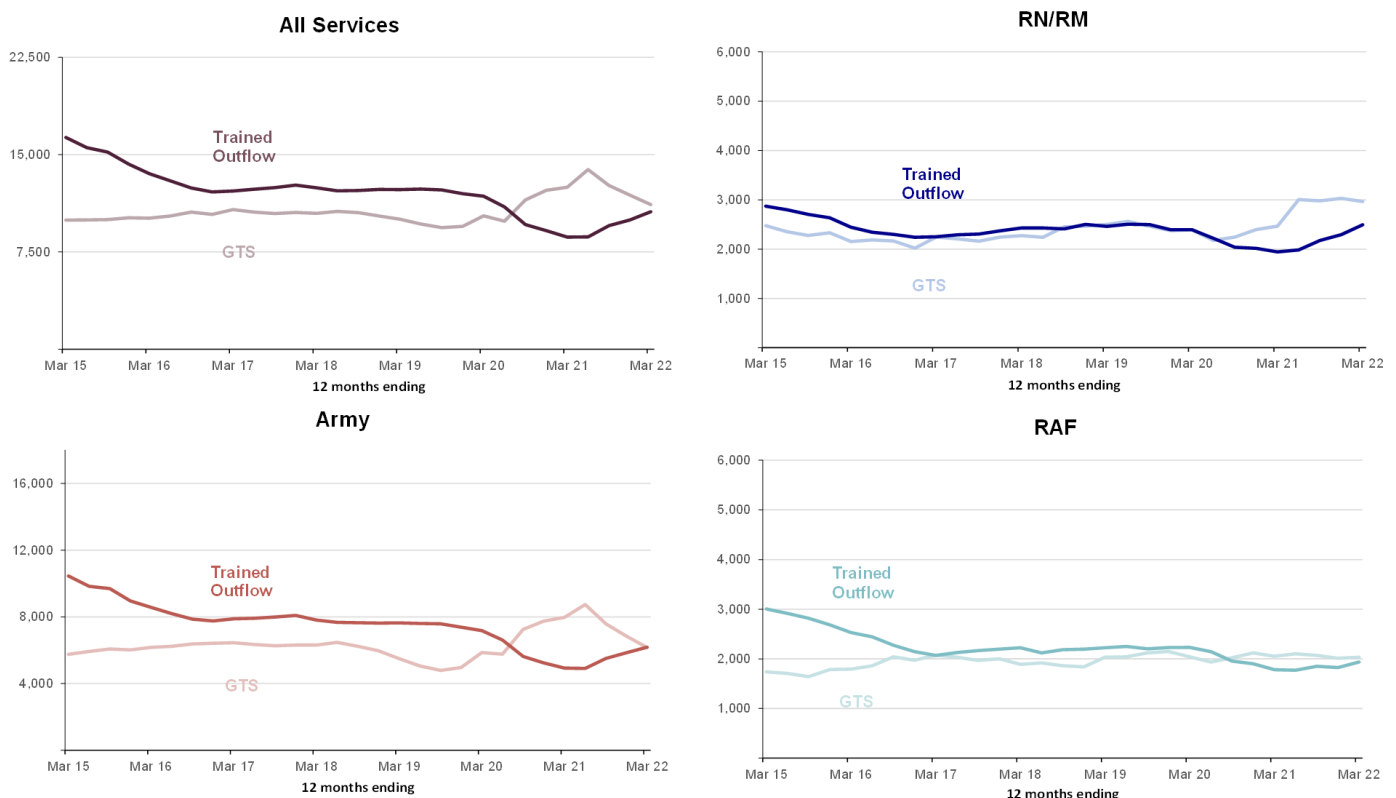 All Services
22,500
15,000
7,500
Trained
Outflow
GTS
Mar 15 Mar 16 Mar 17 Mar 18 Mar 19 Mar 20 Mar 21 Mar 22
12 months ending
RN/RM
6,000
5,000
4,000
3,000
2,000
1,000
Trained
Outflow
GTS
Mar 15 Mar 16 Mar 17 Mar 18 Mar 19 Mar 20 Mar 21 Mar 22
12 months ending
Army
16,000
12,000
8,000
4,000
Trained
Outflow
GTS
Mar 15 Mar 16 Mar 17 Mar 18 Mar 19 Mar 20 Mar 21 Mar 22
12 months ending
RAF
6,000
5,000
4,000
3,000
2,000
1,000
Trained
Outflow
GTS
Mar 15 Mar 16 Mar 17 Mar 18 Mar 19 Mar 20 Mar 21 Mar 22
12 months ending